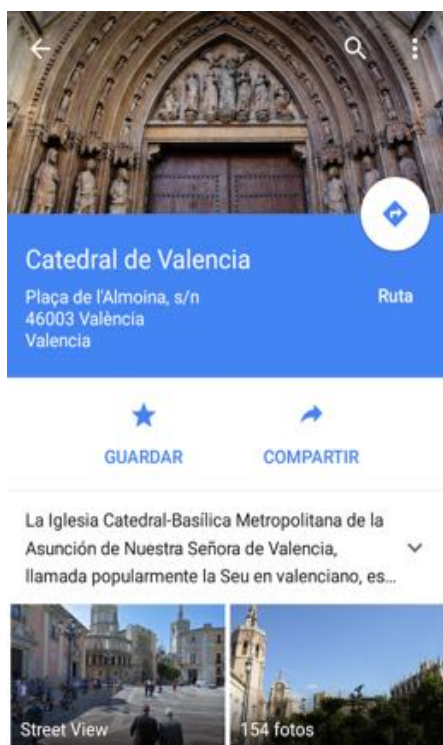 Catedral de Valencia
Plaça de l'Almoina, s/n
46003 València
Valencia
Ruta
GUARDAR
COMPARTIR
La Iglesia Catedral-Basílica Metropolitana de la
Asunción de Nuestra Señora de Valencia,
llamada popularmente la Seu en valenciano, es...
Street View
154 fotos